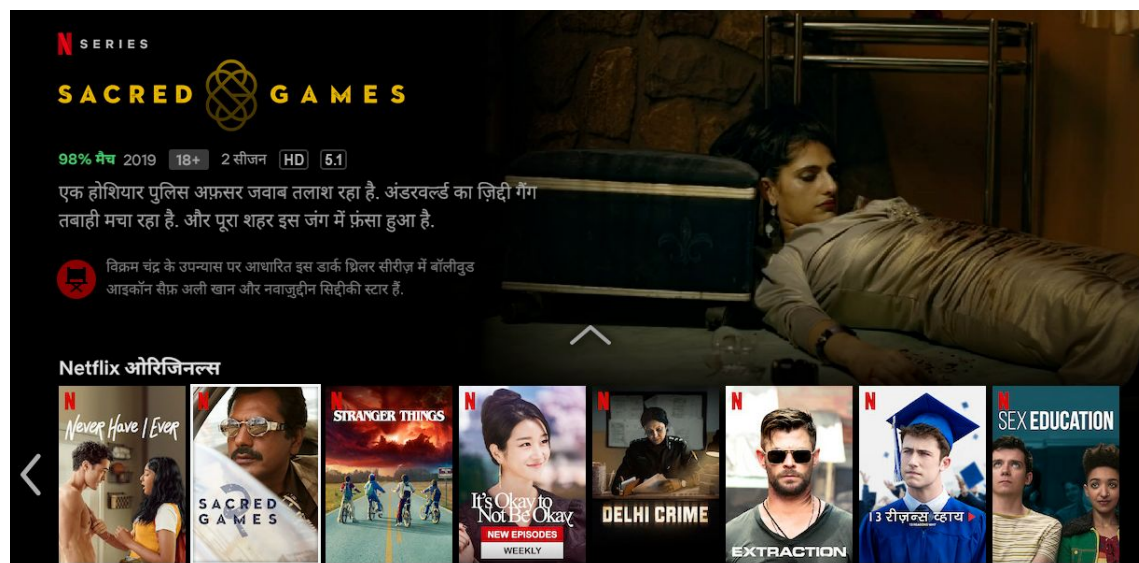 N SERIES
SACRED GAMES
98% मैच 2019 18+ 2 सीजन HD 5.1
एक होशियार पुलिस अफ़सर जवाब तलाश रहा है. अंडरवर्ल्ड का ज़िद्दी गैंग
तबाही मचा रहा है. और पूरा शहर इस जंग में फ़ंसा हुआ है.
विक्रम चंद्र के उपन्यास पर आधारित इस डार्क थ्रिलर सीरीज़ में बॉलीवुड
आइकॉन सैफ़ अली खान और नवाज़ुद्दीन सिद्दीकी स्टार हैं.
Netflix ओरिजिनल्स
N
Never Have I Ever
N
SACRED
GAMES
N
STRANGER THINGS
N
It's Okay to
Not Be Okay
NEW EPISODES
WEEKLY
N
DELHI CRIME
N
EXTRACTION
N
13 रीज़न्स व्हाय
N
SEX EDUCATION